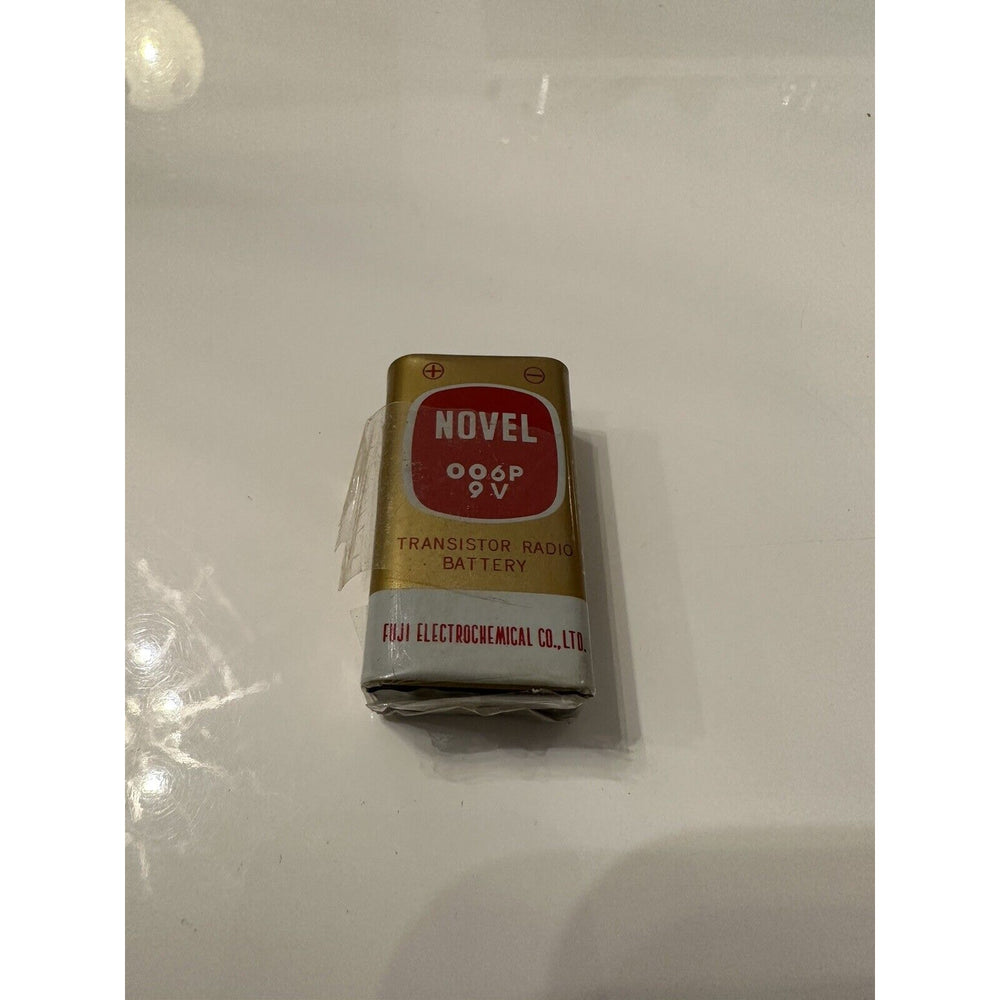 + −
NOVEL
006P
9V
TRANSISTOR RADIO
BATTERY
FUJI ELECTROCHEMICAL CO., LTD.